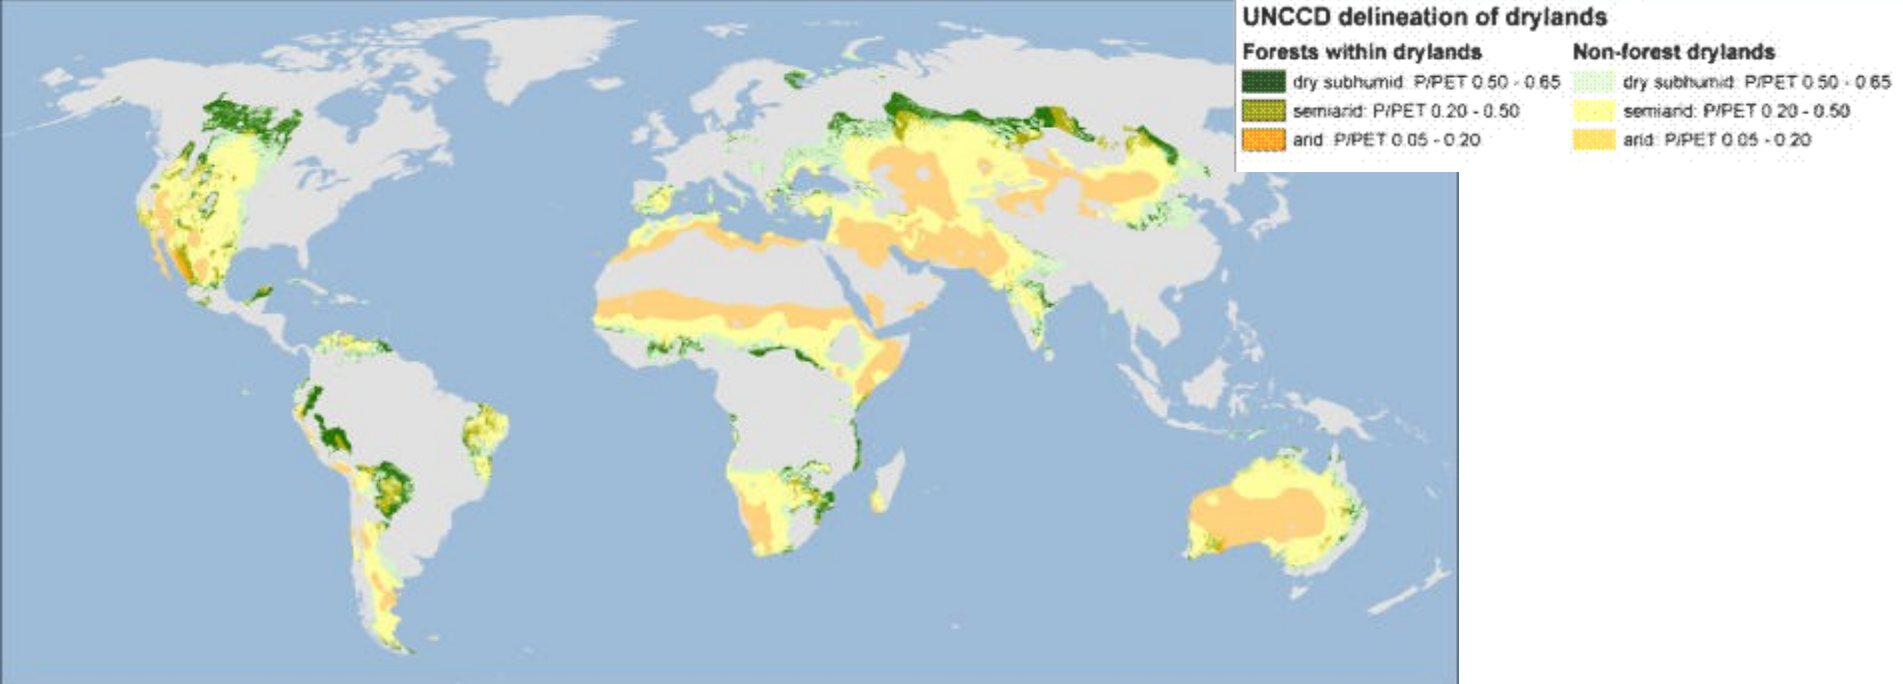 UNCCD delineation of drylands
Forests within drylands
dry subhumid: P/PET 0.50 - 0.65
semiarid: P/PET 0.20 - 0.50
arid: P/PET 0.05 - 0.20
Non-forest drylands
dry subhumid: P/PET 0.50 - 0.65
semiarid: P/PET 0.20 - 0.50
arid: P/PET 0.05 - 0.20